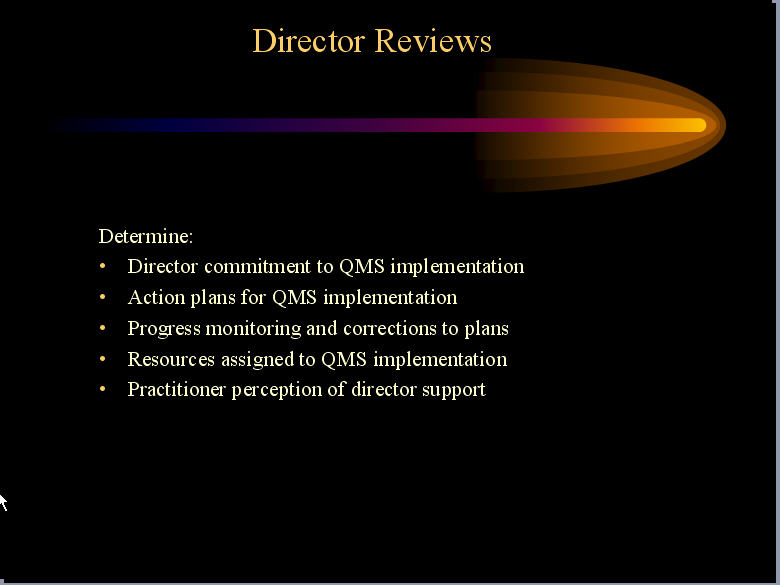 Director Reviews
Determine:
• Director commitment to QMS implementation
• Action plans for QMS implementation
• Progress monitoring and corrections to plans
• Resources assigned to QMS implementation
• Practitioner perception of director support